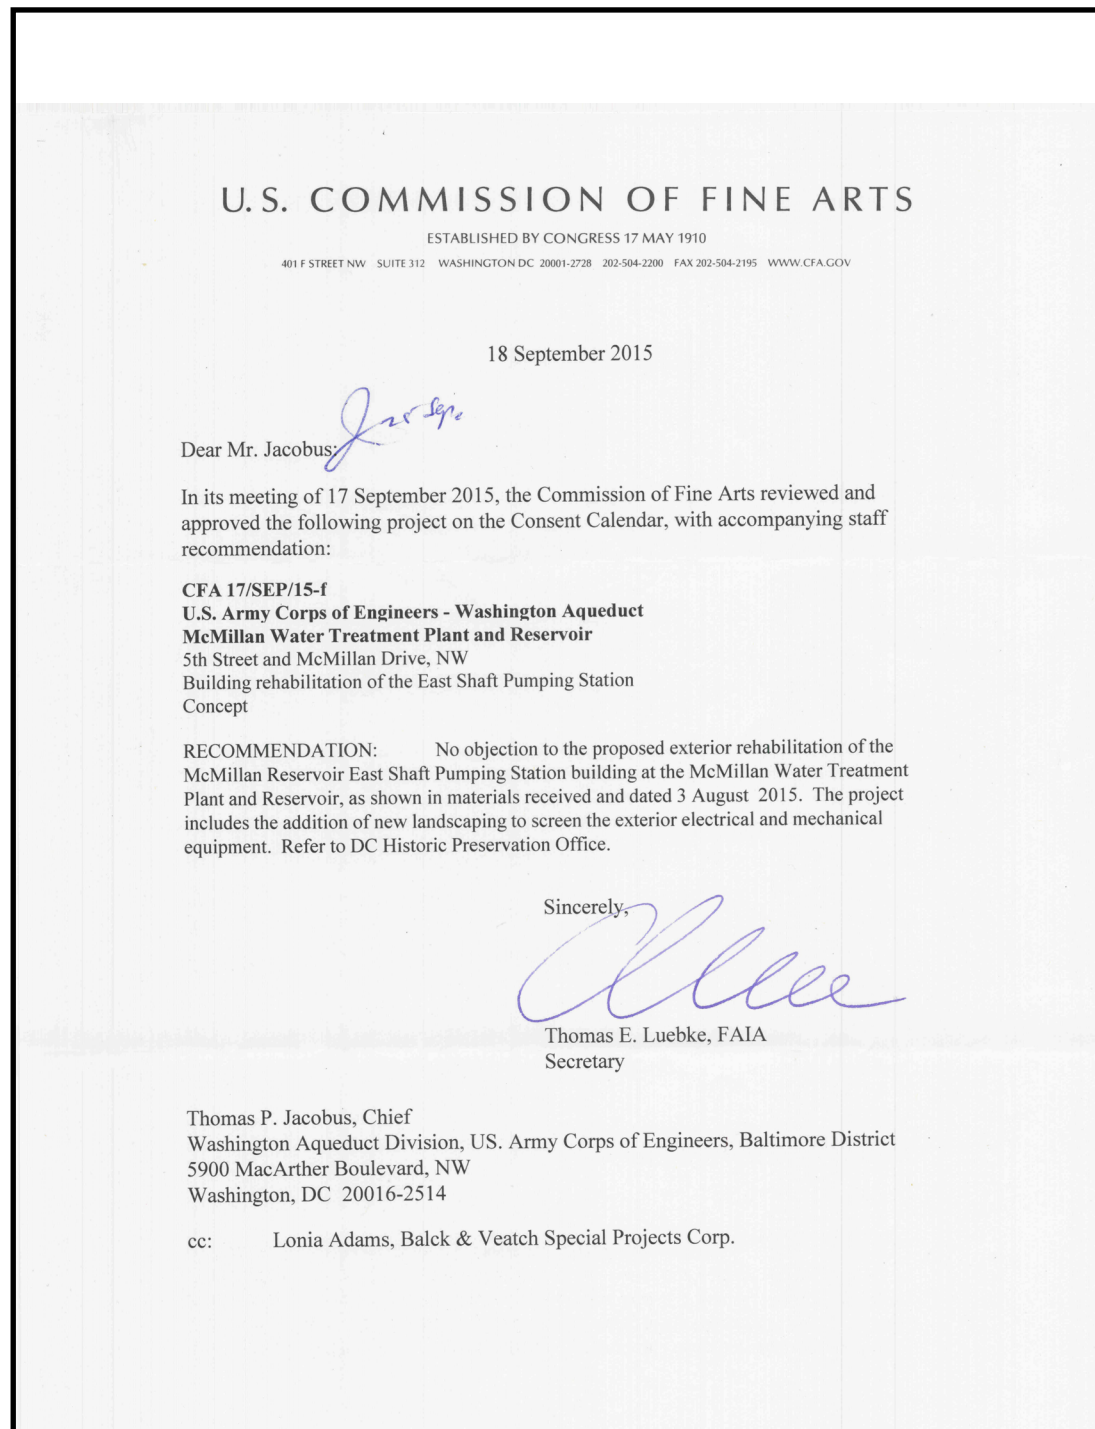 U.S. COMMISSION OF FINE ARTS
ESTABLISHED BY CONGRESS 17 MAY 1910
401 F STREET NW SUITE 312 WASHINGTON DC 20001-2728 202-504-2200 FAX 202-504-2195 WWW.CFA.GOV
18 September 2015
Dear Mr. Jacobus:
In its meeting of 17 September 2015, the Commission of Fine Arts reviewed and
approved the following project on the Consent Calendar, with accompanying staff
recommendation:
CFA 17/SEP/15-f
U.S. Army Corps of Engineers - Washington Aqueduct
McMillan Water Treatment Plant and Reservoir
5th Street and McMillan Drive, NW
Building rehabilitation of the East Shaft Pumping Station
Concept
RECOMMENDATION: No objection to the proposed exterior rehabilitation of the
McMillan Reservoir East Shaft Pumping Station building at the McMillan Water Treatment
Plant and Reservoir, as shown in materials received and dated 3 August 2015. The project
includes the addition of new landscaping to screen the exterior electrical and mechanical
equipment. Refer to DC Historic Preservation Office.
Sincerely,
Thomas E. Luebke, FAIA
Secretary
Thomas P. Jacobus, Chief
Washington Aqueduct Division, US. Army Corps of Engineers, Baltimore District
5900 MacArther Boulevard, NW
Washington, DC 20016-2514
cc: Lonia Adams, Balck & Veatch Special Projects Corp.